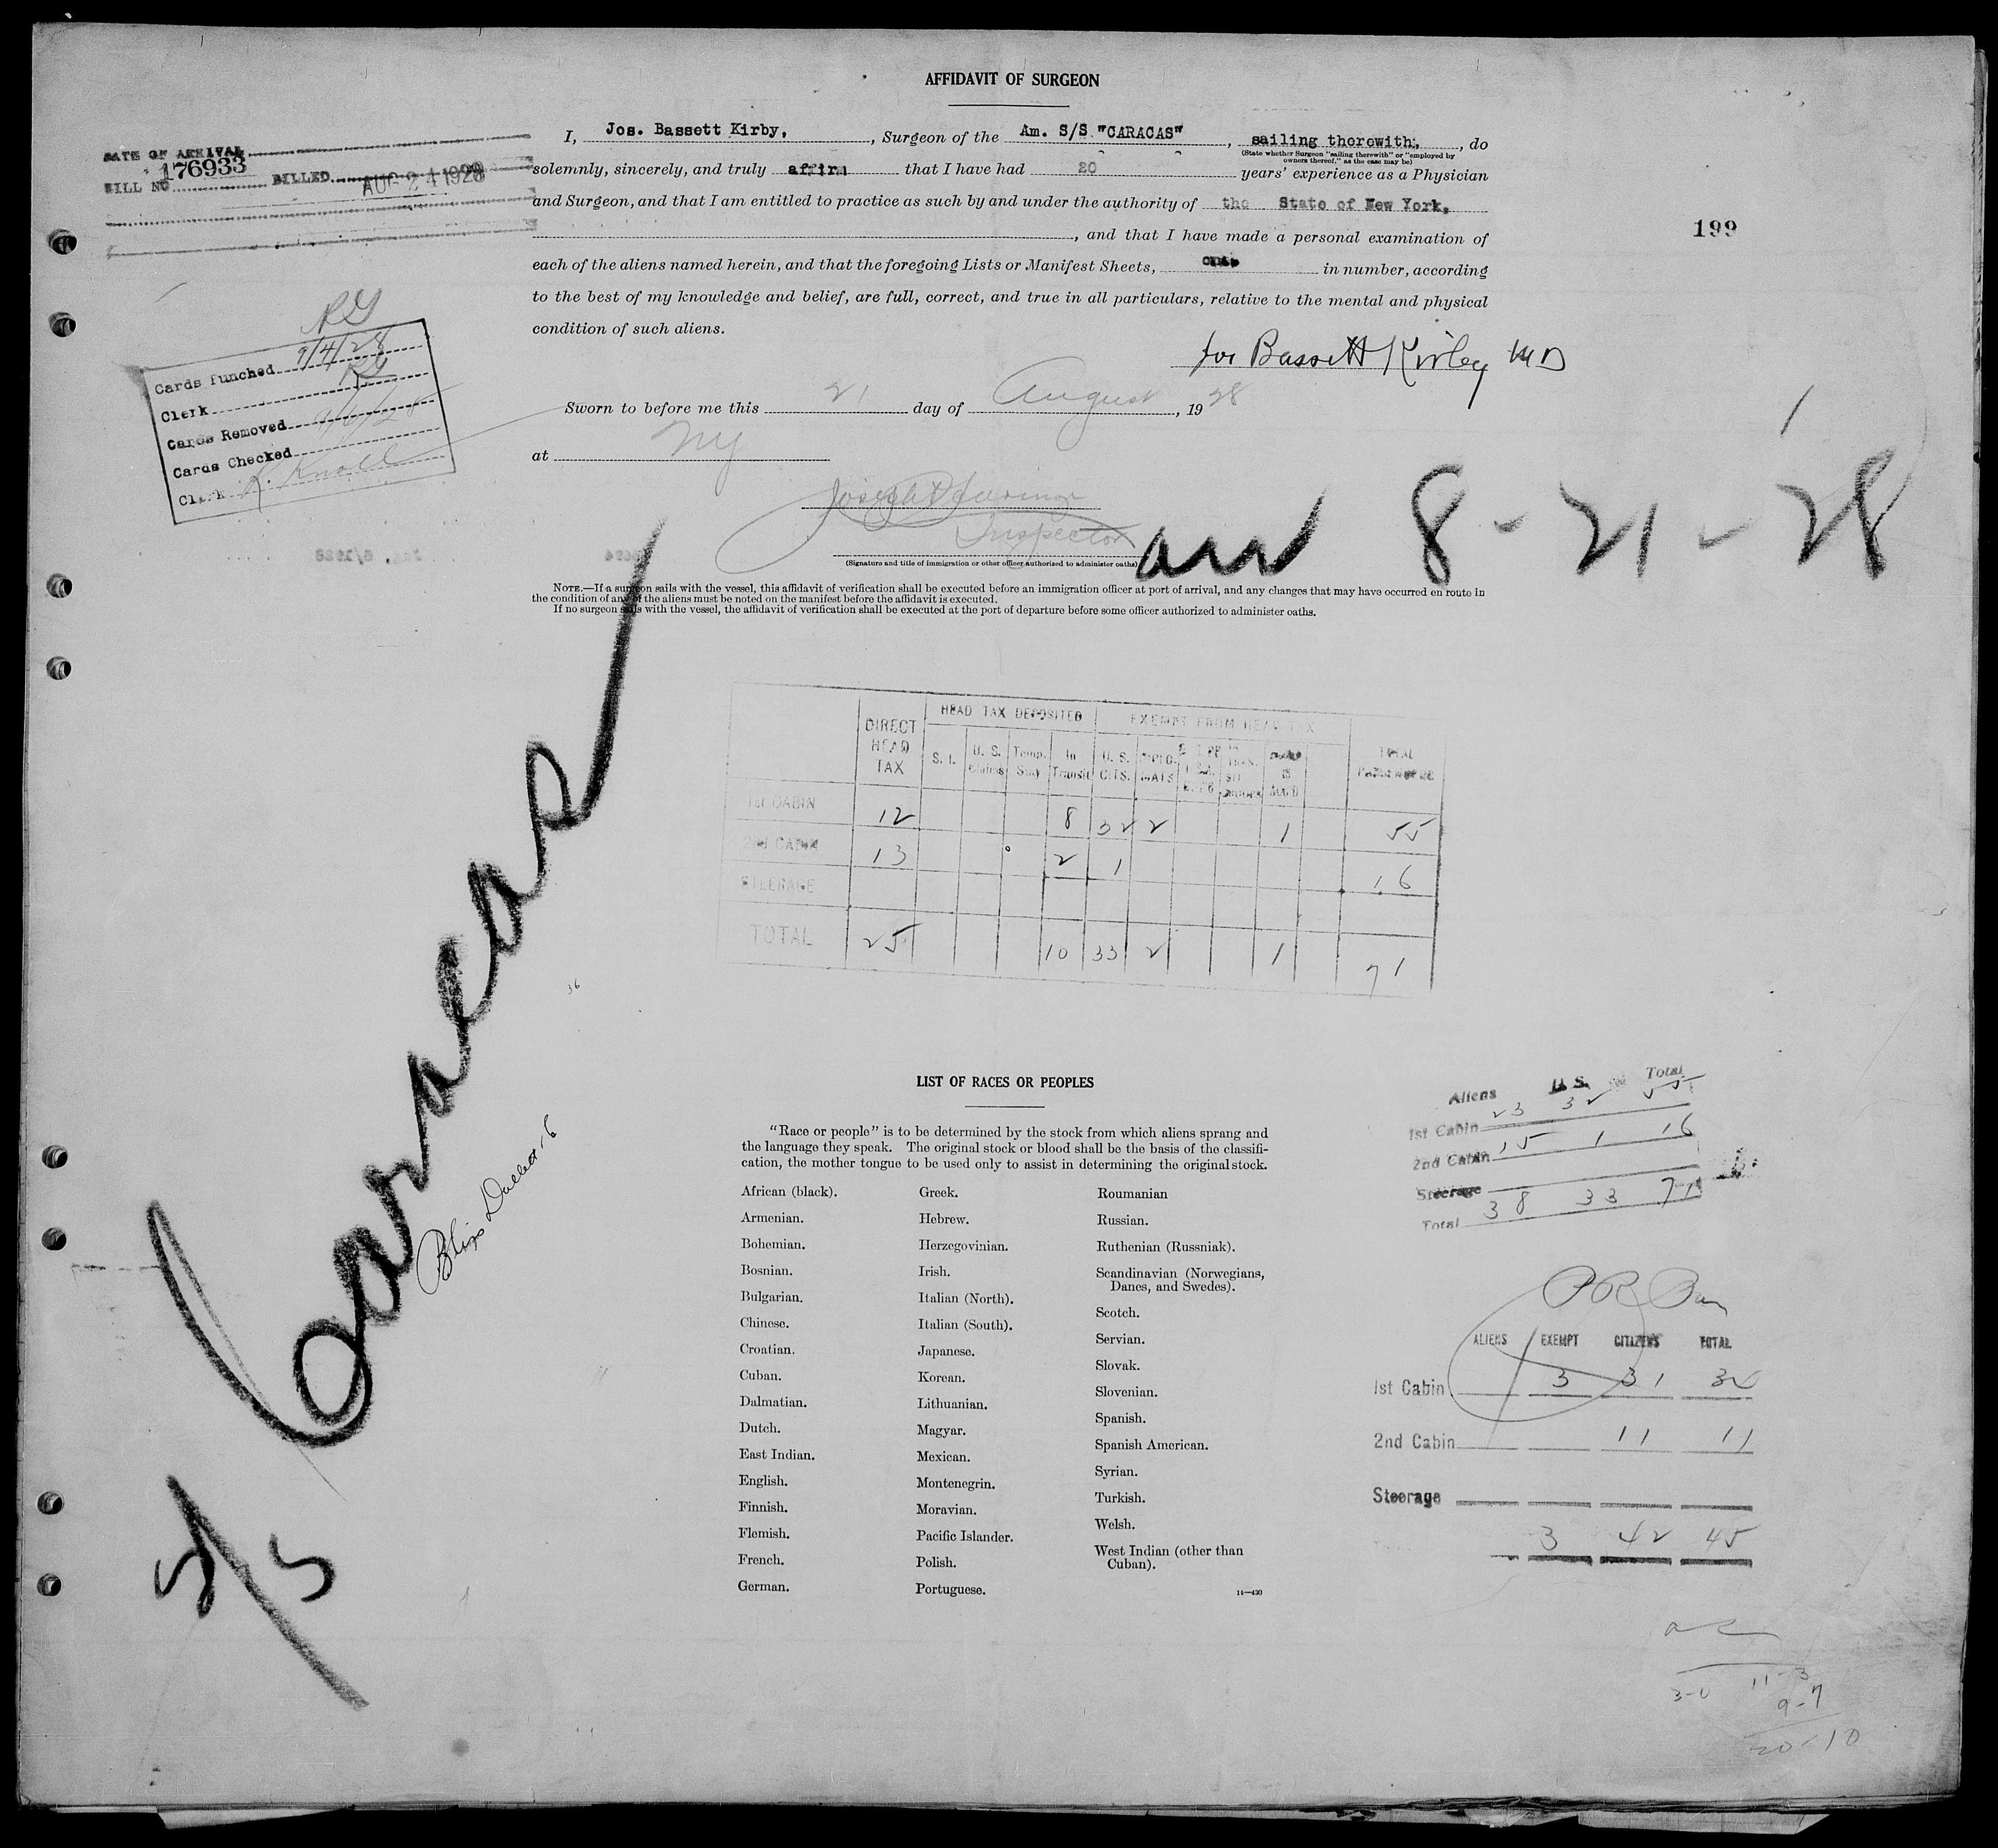 AFFIDAVIT OF SURGEON
DATE OF ARRIVAL
BILL NO. 176933 BILLED AUG 24 1928
199
I, Jos. Bassett Kirby, , Surgeon of the Am. S/S "CARACAS" , sailing therewith, , do
(State whether Surgeon "sailing therewith" or "employed by
owners thereof," as the case may be)
solemnly, sincerely, and truly affirm that I have had 20 years' experience as a Physician
and Surgeon, and that I am entitled to practice as such by and under the authority of the State of New York,
, and that I have made a personal examination of
each of the aliens named herein, and that the foregoing Lists or Manifest Sheets, in number, according
to the best of my knowledge and belief, are full, correct, and true in all particulars, relative to the mental and physical
condition of such aliens.
Jos Bassett Kirby MD
Sworn to before me this 21 day of August , 1928
at NY
Inspector
(Signature and title of immigration or other officer authorized to administer oaths)
Cards Punched 9/4/28
Clerk
Cards Removed
Cards Checked
Clerk K. Knoll
arr 8-21-28
NOTE.—If a surgeon sails with the vessel, this affidavit of verification shall be executed before an immigration officer at port of arrival, and any changes that may have occurred en route in
the condition of any of the aliens must be noted on the manifest before the affidavit is executed.
If no surgeon sails with the vessel, the affidavit of verification shall be executed at the port of departure before some officer authorized to administer oaths.
Caracas
5/5
DIRECT HEAD TAX
HEAD TAX DEPOSITED EXEMPT FROM HEAD TAX
S. I. U. S. Claims Temp. Stay In Transit U. S. CITS. TOTAL PASSENGERS
1st CABIN 12 8 32 2 1 55
2nd CABIN 13 2 1 16
STEERAGE
TOTAL 25 10 33 2 1 71
LIST OF RACES OR PEOPLES
"Race or people" is to be determined by the stock from which aliens sprang and
the language they speak. The original stock or blood shall be the basis of the classifi-
cation, the mother tongue to be used only to assist in determining the original stock.
African (black).
Armenian.
Bohemian.
Bosnian.
Bulgarian.
Chinese.
Croatian.
Cuban.
Dalmatian.
Dutch.
East Indian.
English.
Finnish.
Flemish.
French.
German.
Greek.
Hebrew.
Herzegovinian.
Irish.
Italian (North).
Italian (South).
Japanese.
Korean.
Lithuanian.
Magyar.
Mexican.
Montenegrin.
Moravian.
Pacific Islander.
Polish.
Portuguese.
Roumanian
Russian.
Ruthenian (Russniak).
Scandinavian (Norwegians,
Danes, and Swedes).
Scotch.
Servian.
Slovak.
Slovenian.
Spanish.
Spanish American.
Syrian.
Turkish.
Welsh.
West Indian (other than
Cuban).
14—430
Aliens U. S. Total
1st Cabin 23 32 55
2nd Cabin 15 1 16
Steerage
Total 38 33 71
ALIENS EXEMPT CITIZENS TOTAL
1st Cabin 3 31 34
2nd Cabin 11 11
Steerage
3 42 45
3-0 11-3
9-7
20-10